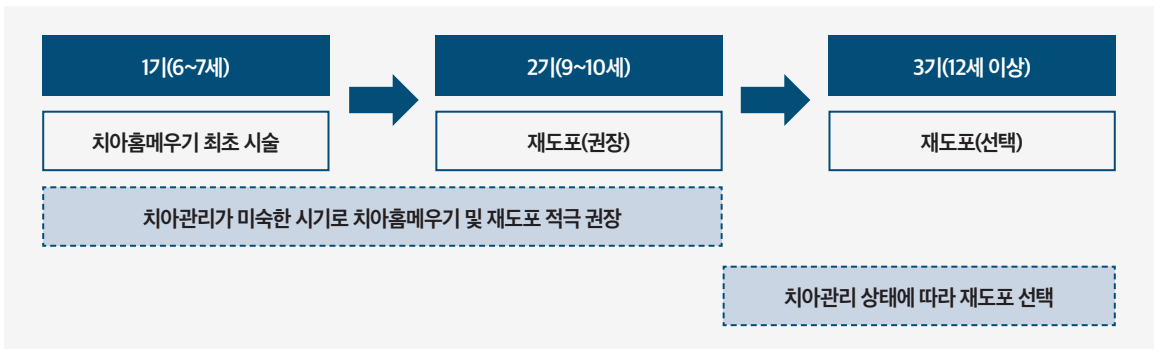 1기(6~7세)
2기(9~10세)
3기(12세 이상)
치아홈메우기 최초 시술
재도포(권장)
재도포(선택)
치아관리가 미숙한 시기로 치아홈메우기 및 재도포 적극 권장
치아관리 상태에 따라 재도포 선택